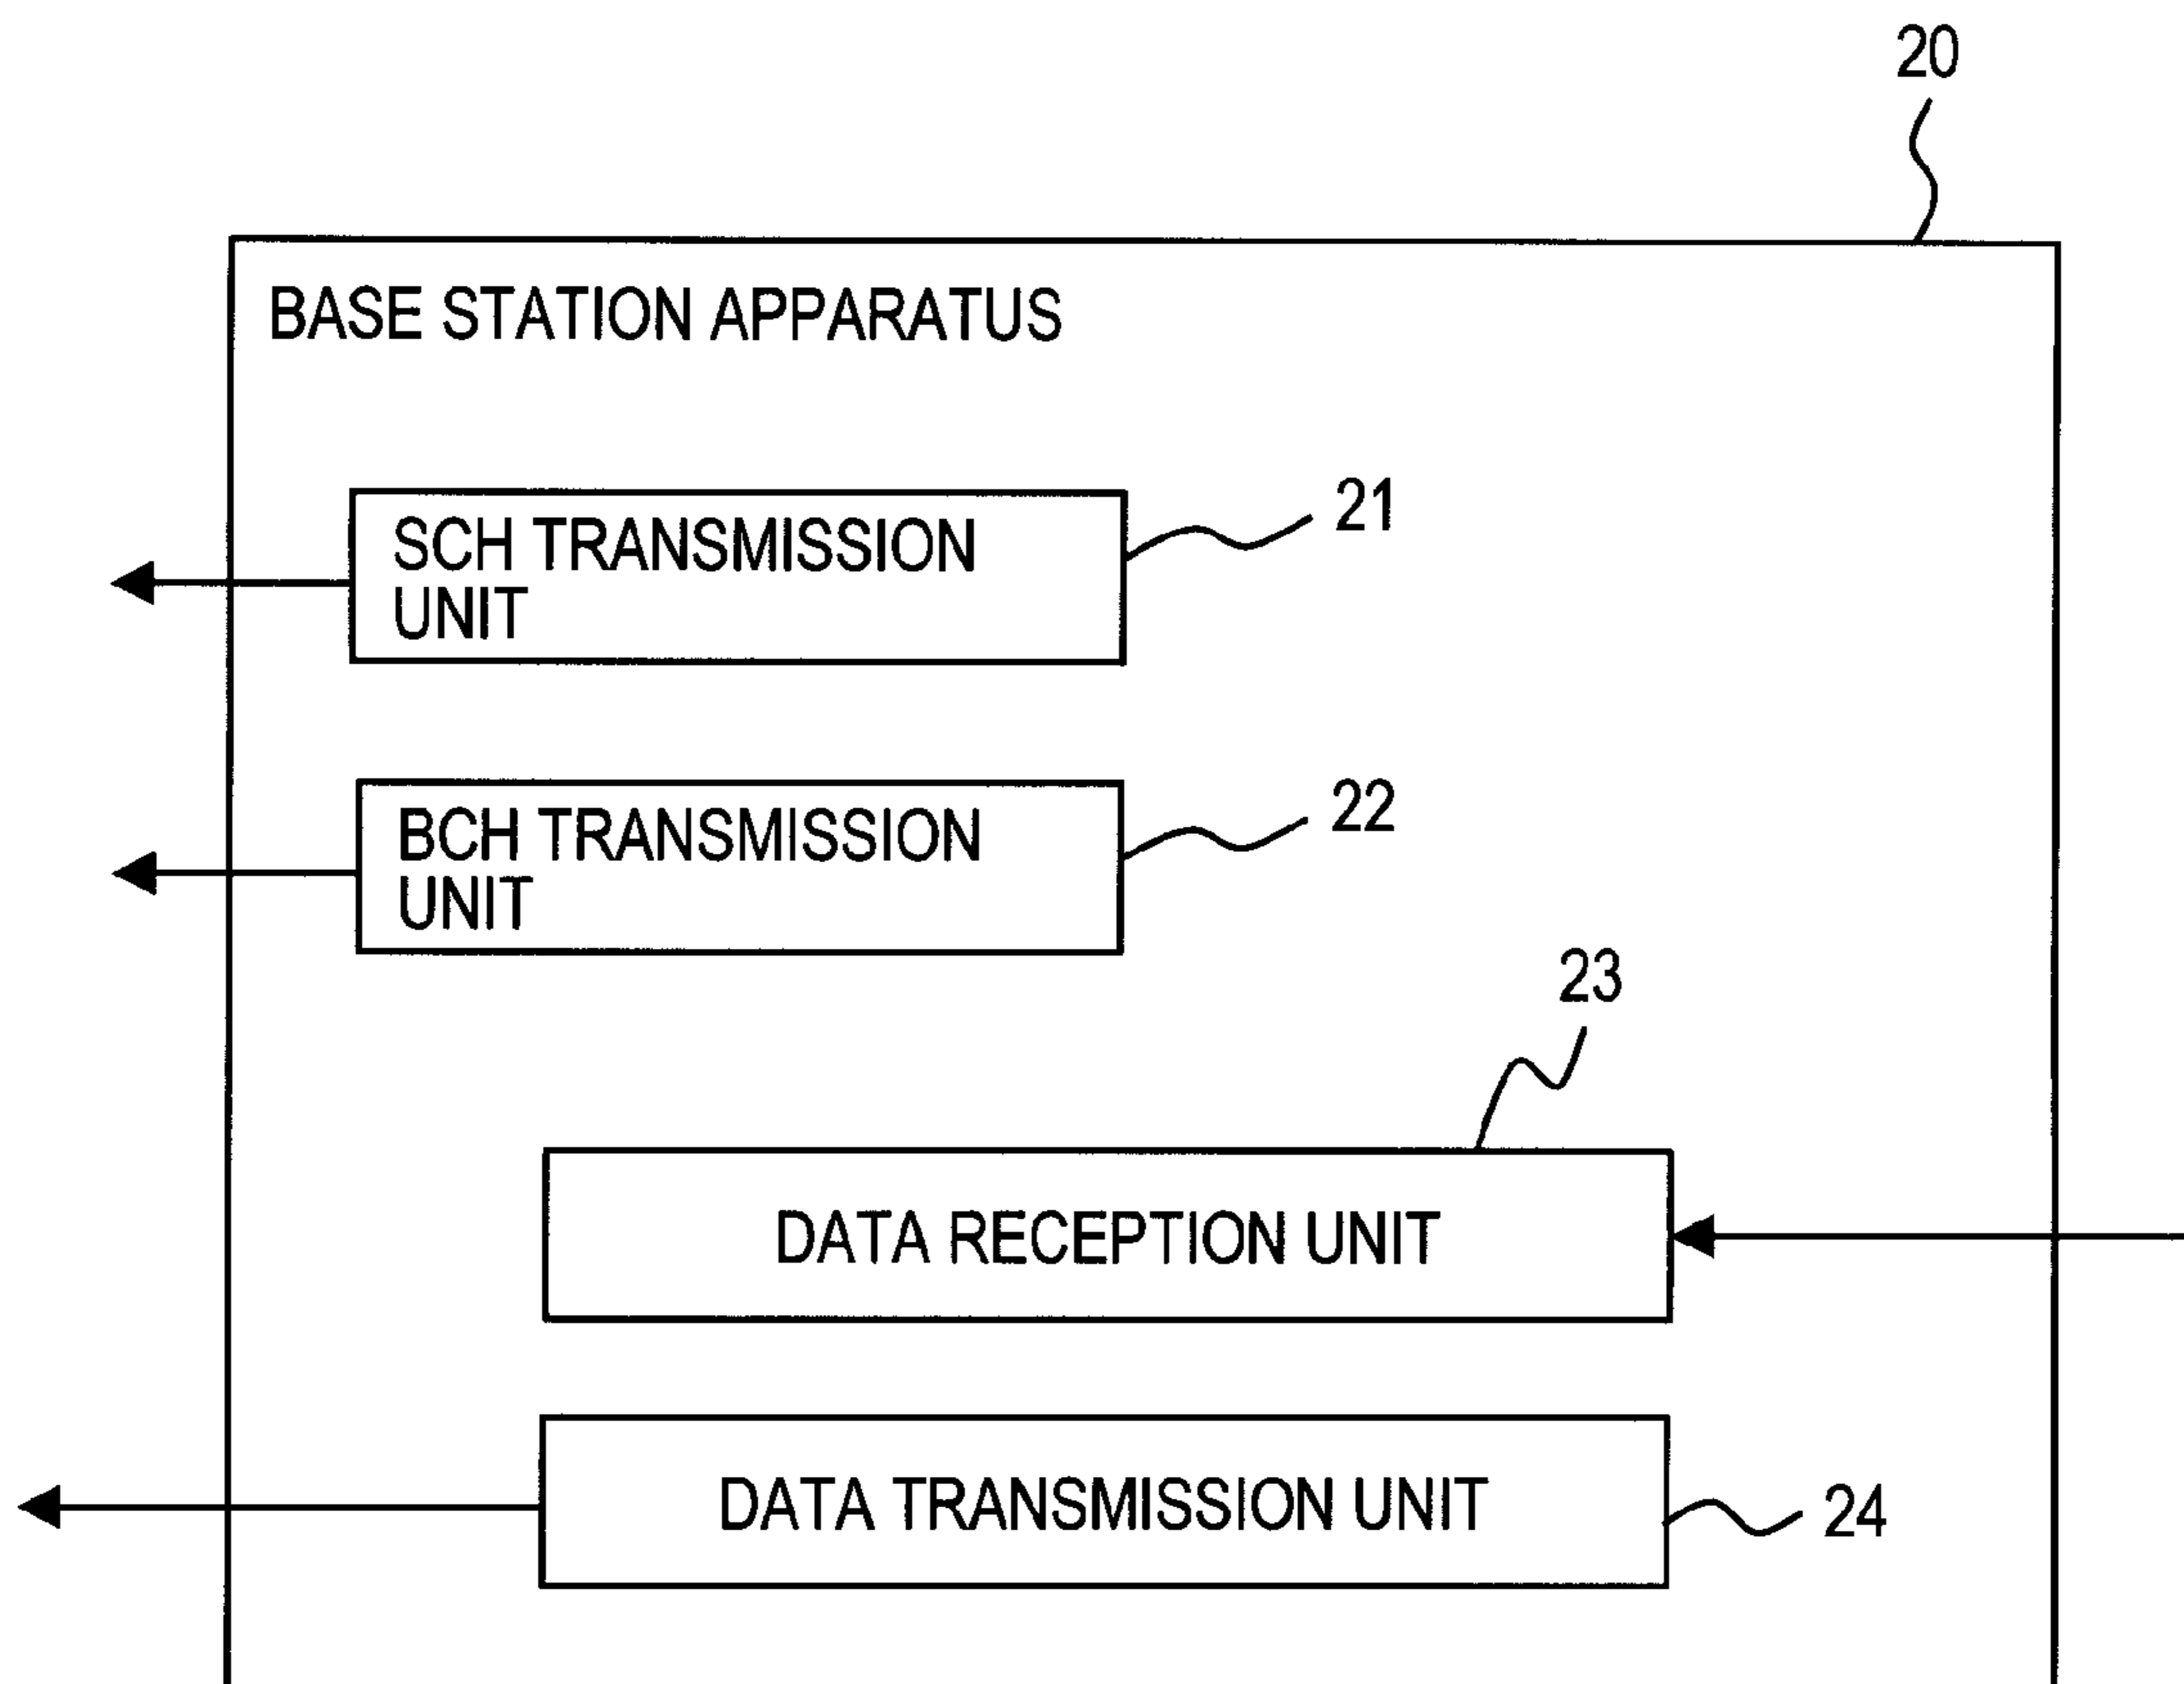 20
BASE STATION APPARATUS
21
SCH TRANSMISSION
UNIT
22
BCH TRANSMISSION
UNIT
23
DATA RECEPTION UNIT
DATA TRANSMISSION UNIT
24